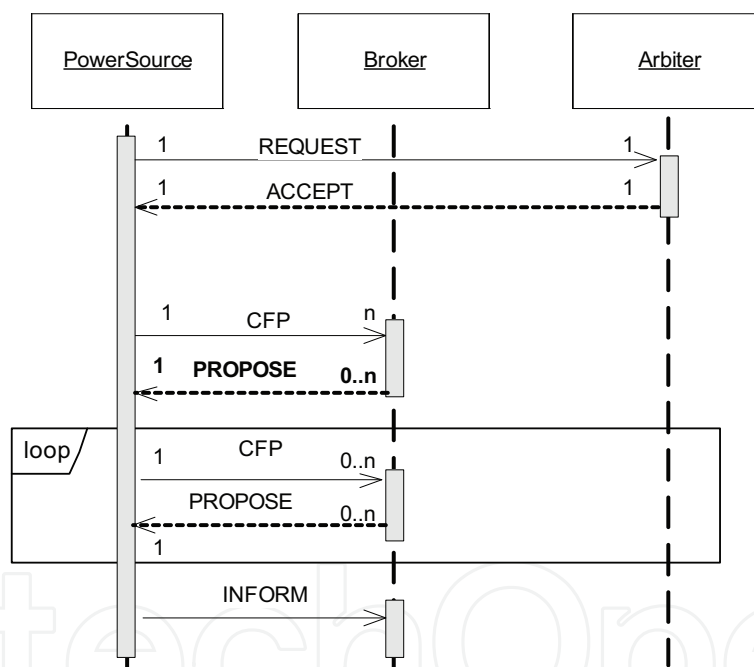 PowerSource Broker Arbiter
1 REQUEST 1
1 ACCEPT 1
1 CFP n
1 PROPOSE 0..n
loop
1 CFP 0..n
PROPOSE 0..n
1
INFORM